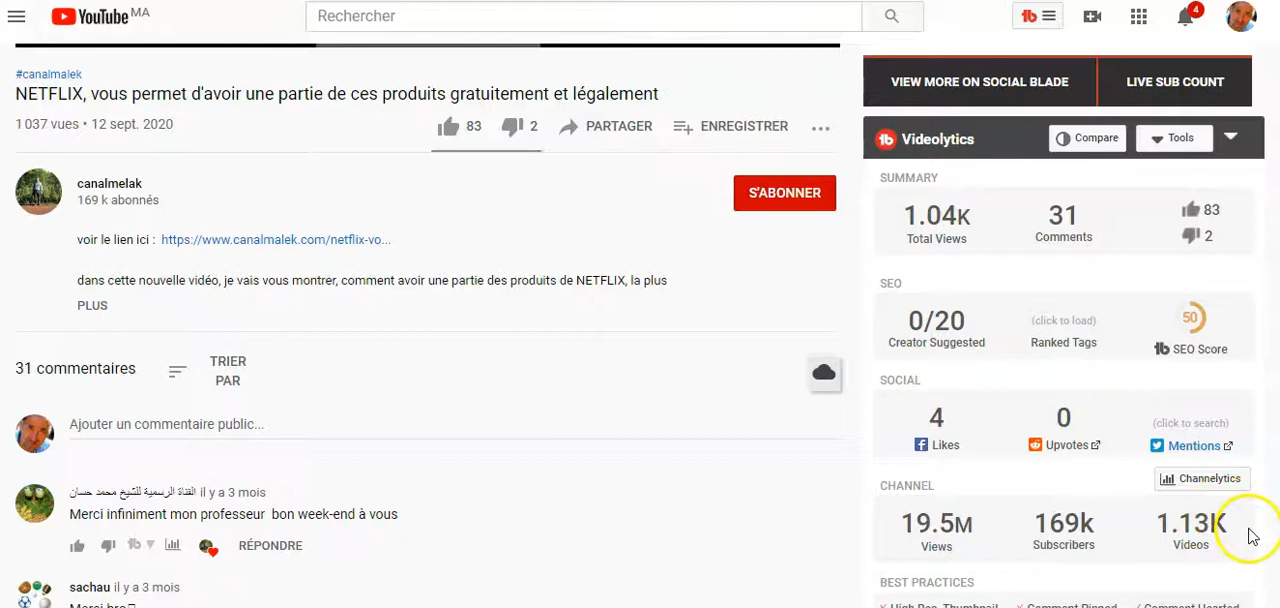 YouTube MA
Rechercher
4
#canalmalek
NETFLIX, vous permet d'avoir une partie de ces produits gratuitement et légalement
1 037 vues • 12 sept. 2020
83
2
PARTAGER
ENREGISTRER
canalmelak
169 k abonnés
S'ABONNER
voir le lien ici : https://www.canalmalek.com/netflix-vo...
dans cette nouvelle vidéo, je vais vous montrer, comment avoir une partie des produits de NETFLIX, la plus
PLUS
31 commentaires
TRIER
PAR
Ajouter un commentaire public...
القناة الرسمية للشيخ محمد حسان il y a 3 mois
Merci infiniment mon professeur bon week-end à vous
RÉPONDRE
sachau il y a 3 mois
VIEW MORE ON SOCIAL BLADE
LIVE SUB COUNT
Videolytics
Compare
Tools
SUMMARY
1.04K
Total Views
31
Comments
83
2
SEO
0/20
Creator Suggested
(click to load)
Ranked Tags
50
SEO Score
SOCIAL
4
Likes
0
Upvotes
(click to search)
Mentions
CHANNEL
Channelytics
19.5M
Views
169k
Subscribers
1.13K
Videos
BEST PRACTICES